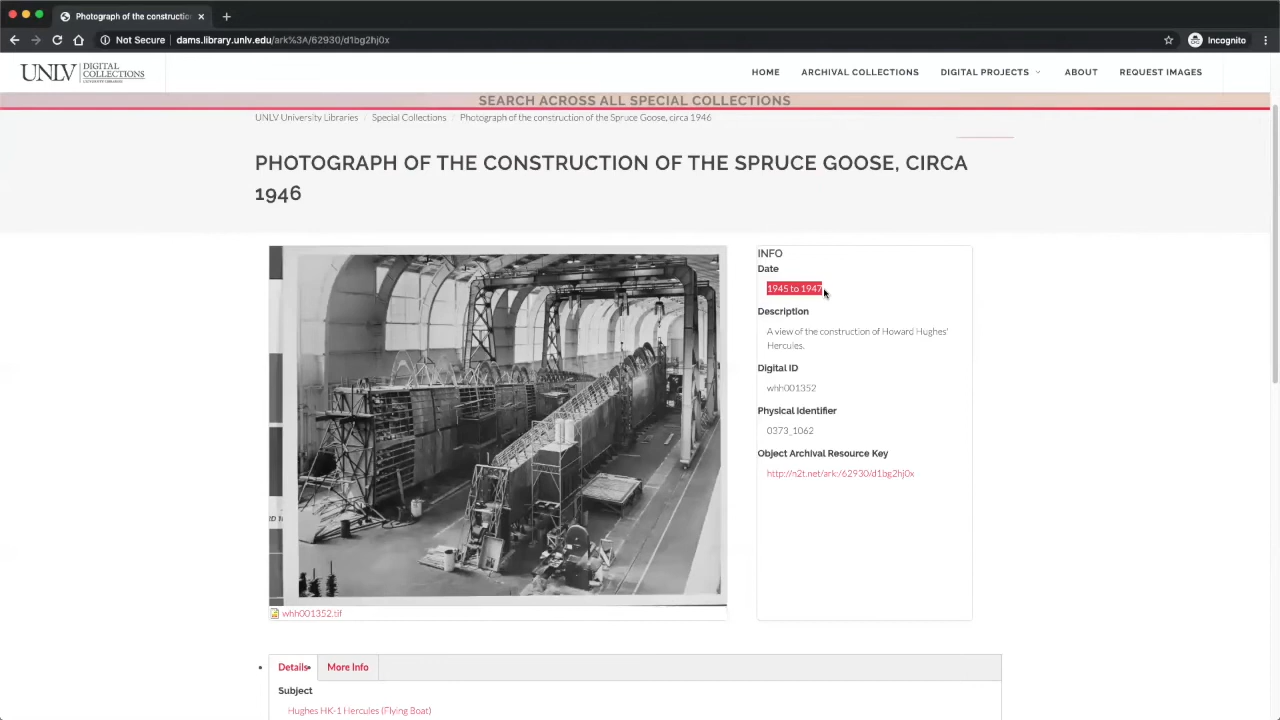 Photograph of the constructio
Not Secure
dams.library.unlv.edu/ark%3A/62930/d1bg2hj0x
Incognito
UNLV
DIGITAL
COLLECTIONS
UNIVERSITY LIBRARIES
HOME
ARCHIVAL COLLECTIONS
DIGITAL PROJECTS
ABOUT
REQUEST IMAGES
SEARCH ACROSS ALL SPECIAL COLLECTIONS
UNLV University Libraries / Special Collections / Photograph of the construction of the Spruce Goose, circa 1946
PHOTOGRAPH OF THE CONSTRUCTION OF THE SPRUCE GOOSE, CIRCA
1946
whh001352.tif
INFO
Date
1945 to 1947
Description
A view of the construction of Howard Hughes'
Hercules.
Digital ID
whh001352
Physical Identifier
0373_1062
Object Archival Resource Key
http://n2t.net/ark:/62930/d1bg2hj0x
Details
More Info
Subject
Hughes HK-1 Hercules (Flying Boat)